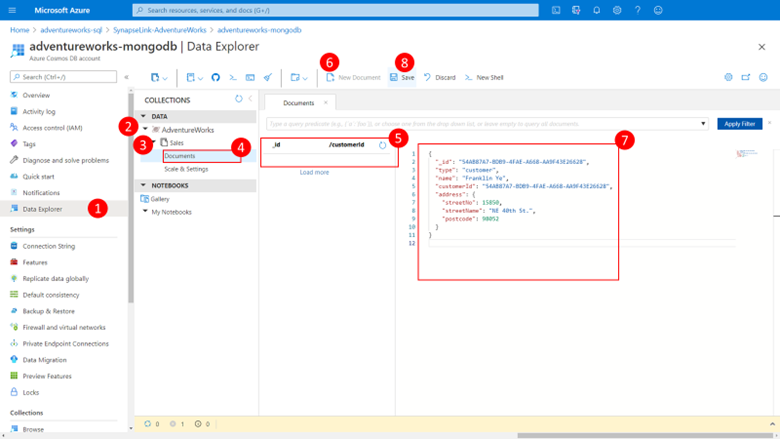 Microsoft Azure
Search resources, services, and docs (G+/)
Home > adventureworks-sql > SynapseLink-AdventureWorks > adventureworks-mongodb
adventureworks-mongodb | Data Explorer
Azure Cosmos DB account
Search (Ctrl+/)
Overview
Activity log
Access control (IAM)
Tags
Diagnose and solve problems
Quick start
Notifications
Data Explorer
1
Settings
Connection String
Features
Replicate data globally
Default consistency
Backup & Restore
Firewall and virtual networks
Private Endpoint Connections
Data Migration
Preview Features
Locks
Collections
Browse
6
8
New Document
Save
Discard
New Shell
COLLECTIONS
DATA
2
AdventureWorks
3
Sales
Documents
4
Scale & Settings
NOTEBOOKS
Gallery
My Notebooks
Documents
Type a query predicate (e.g., {´a´:´foo´}), or choose one from the drop down list, or leave empty to query all documents.
Apply Filter
_id
/customerId
5
Load more
7
1 {
2 "_id": "54AB87A7-BDB9-4FAE-A668-AA9F43E26628",
3 "type": "customer",
4 "name": "Franklin Ye",
5 "customerId": "54AB87A7-BDB9-4FAE-A668-AA9F43E26628",
6 "address": {
7 "streetNo": 15850,
8 "streetName": "NE 40th St.",
9 "postcode": 98052
10 }
11 }
12
0 1 0